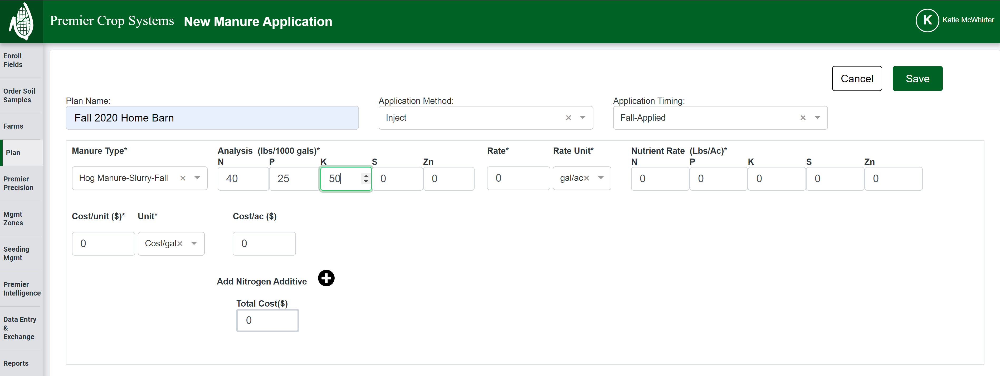 Premier Crop Systems New Manure Application
K Katie McWhirter
Enroll
Fields
Order Soil
Samples
Farms
Plan
Premier
Precision
Mgmt
Zones
Seeding
Mgmt
Premier
Intelligence
Data Entry
&
Exchange
Reports
Cancel Save
Plan Name: Application Method: Application Timing:
Fall 2020 Home Barn Inject × Fall-Applied ×
Manure Type* Analysis (lbs/1000 gals)* Rate* Rate Unit* Nutrient Rate (Lbs/Ac)*
N P K S Zn N P K S Zn
Hog Manure-Slurry-Fall × 40 25 50 0 0 0 gal/ac× 0 0 0 0 0
Cost/unit ($)* Unit* Cost/ac ($)
0 Cost/gal× 0
Add Nitrogen Additive
Total Cost($)
0